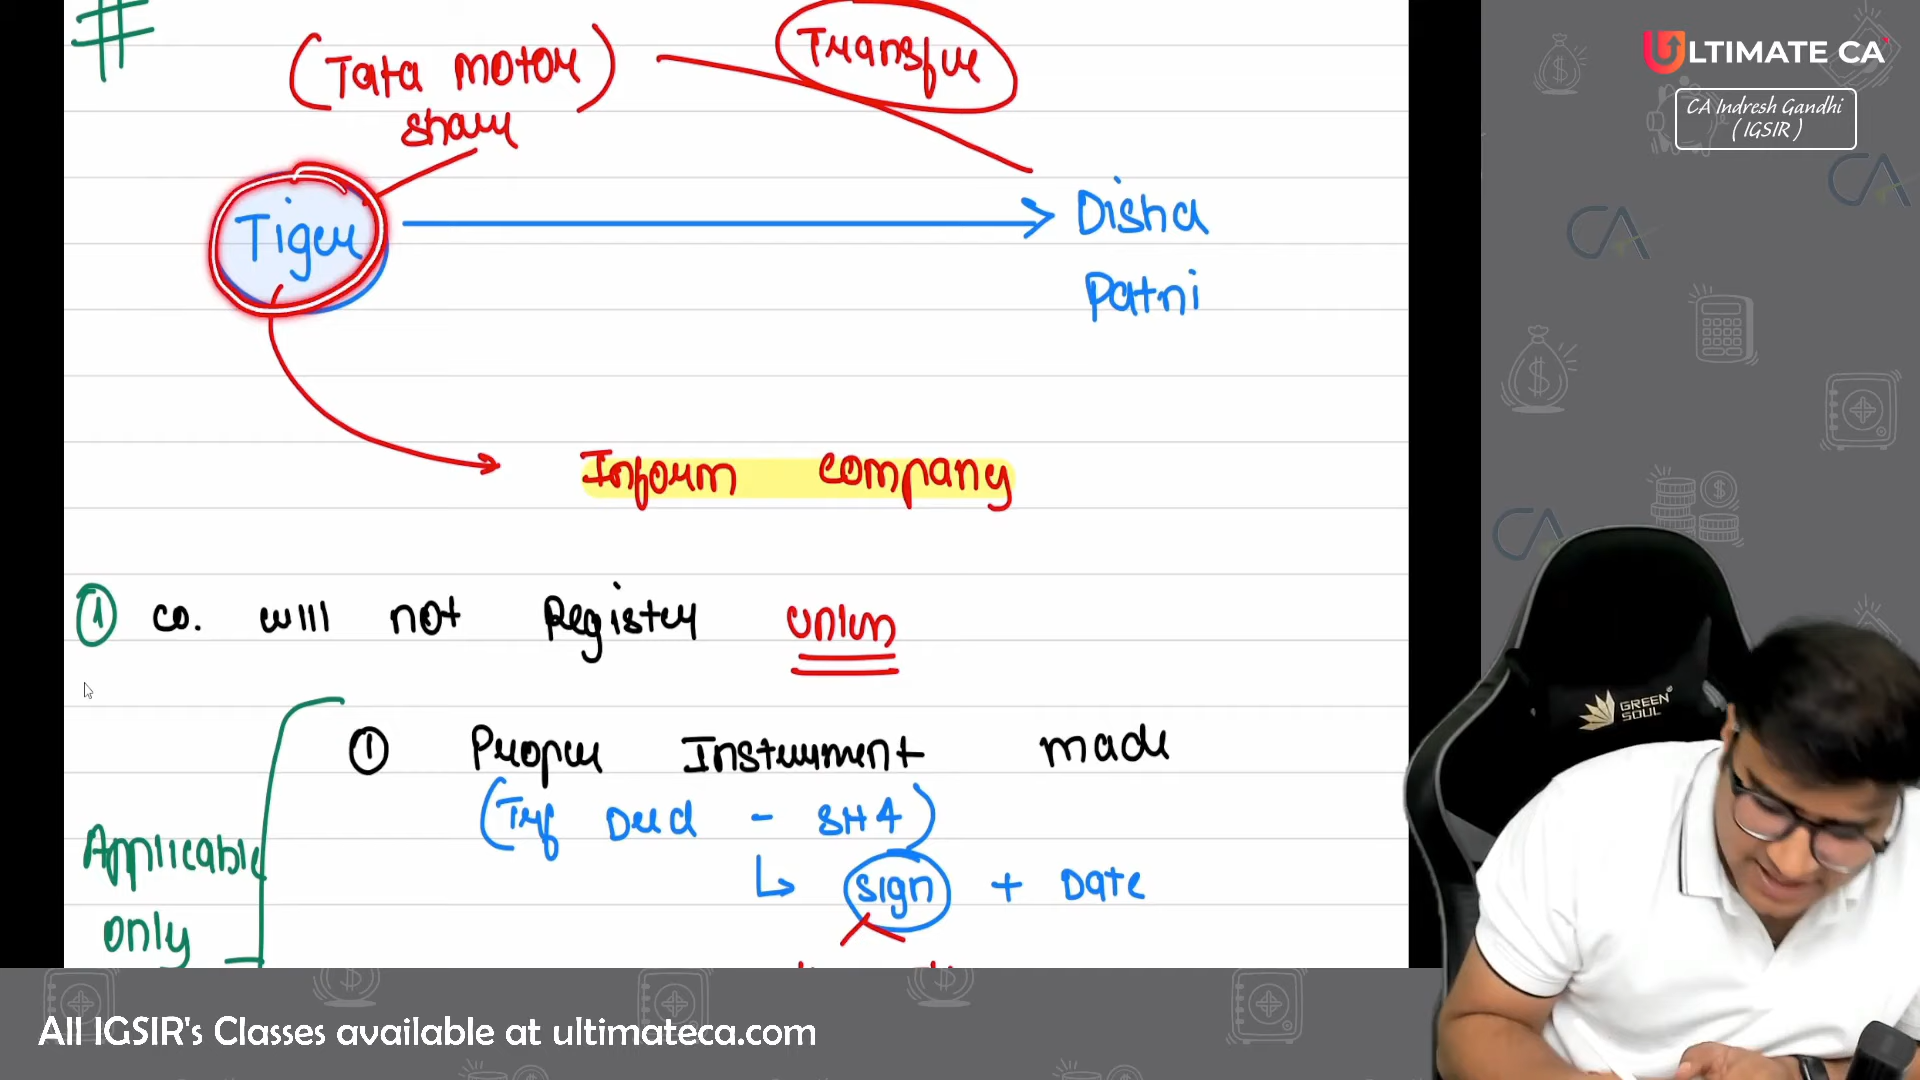 #
(Tata Motor) Transfer
share
Tiger Disha
Patni
Inform company
① co. will not Register unless
① Proper Instrument made
(Trf Deed - SH4)
Applicable
↳ sign + Date
only
ULTIMATE CA
CA Indresh Gandhi
(IGSIR)
GREEN
SOUL
All IGSIR's Classes available at ultimateca.com